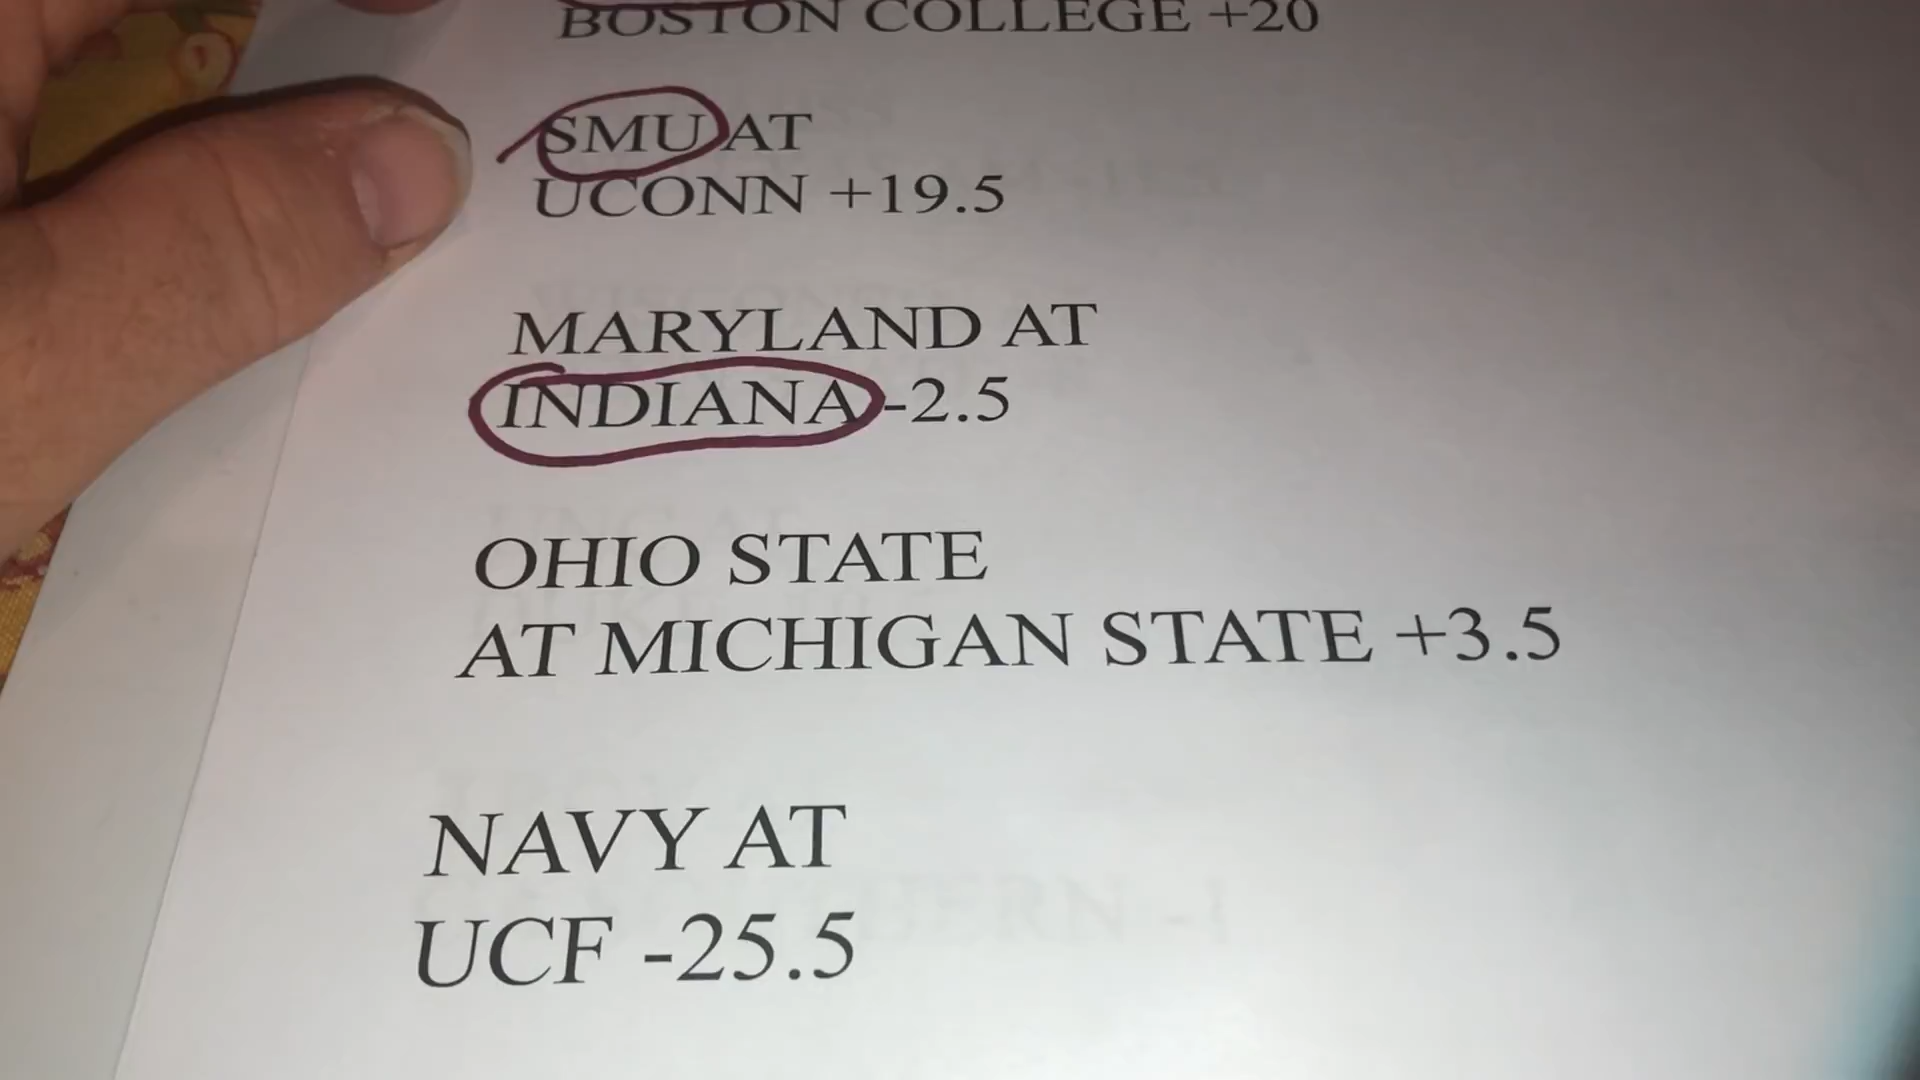 BOSTON COLLEGE +20
SMU AT
UCONN +19.5
MARYLAND AT
INDIANA -2.5
OHIO STATE
AT MICHIGAN STATE +3.5
NAVY AT
UCF -25.5